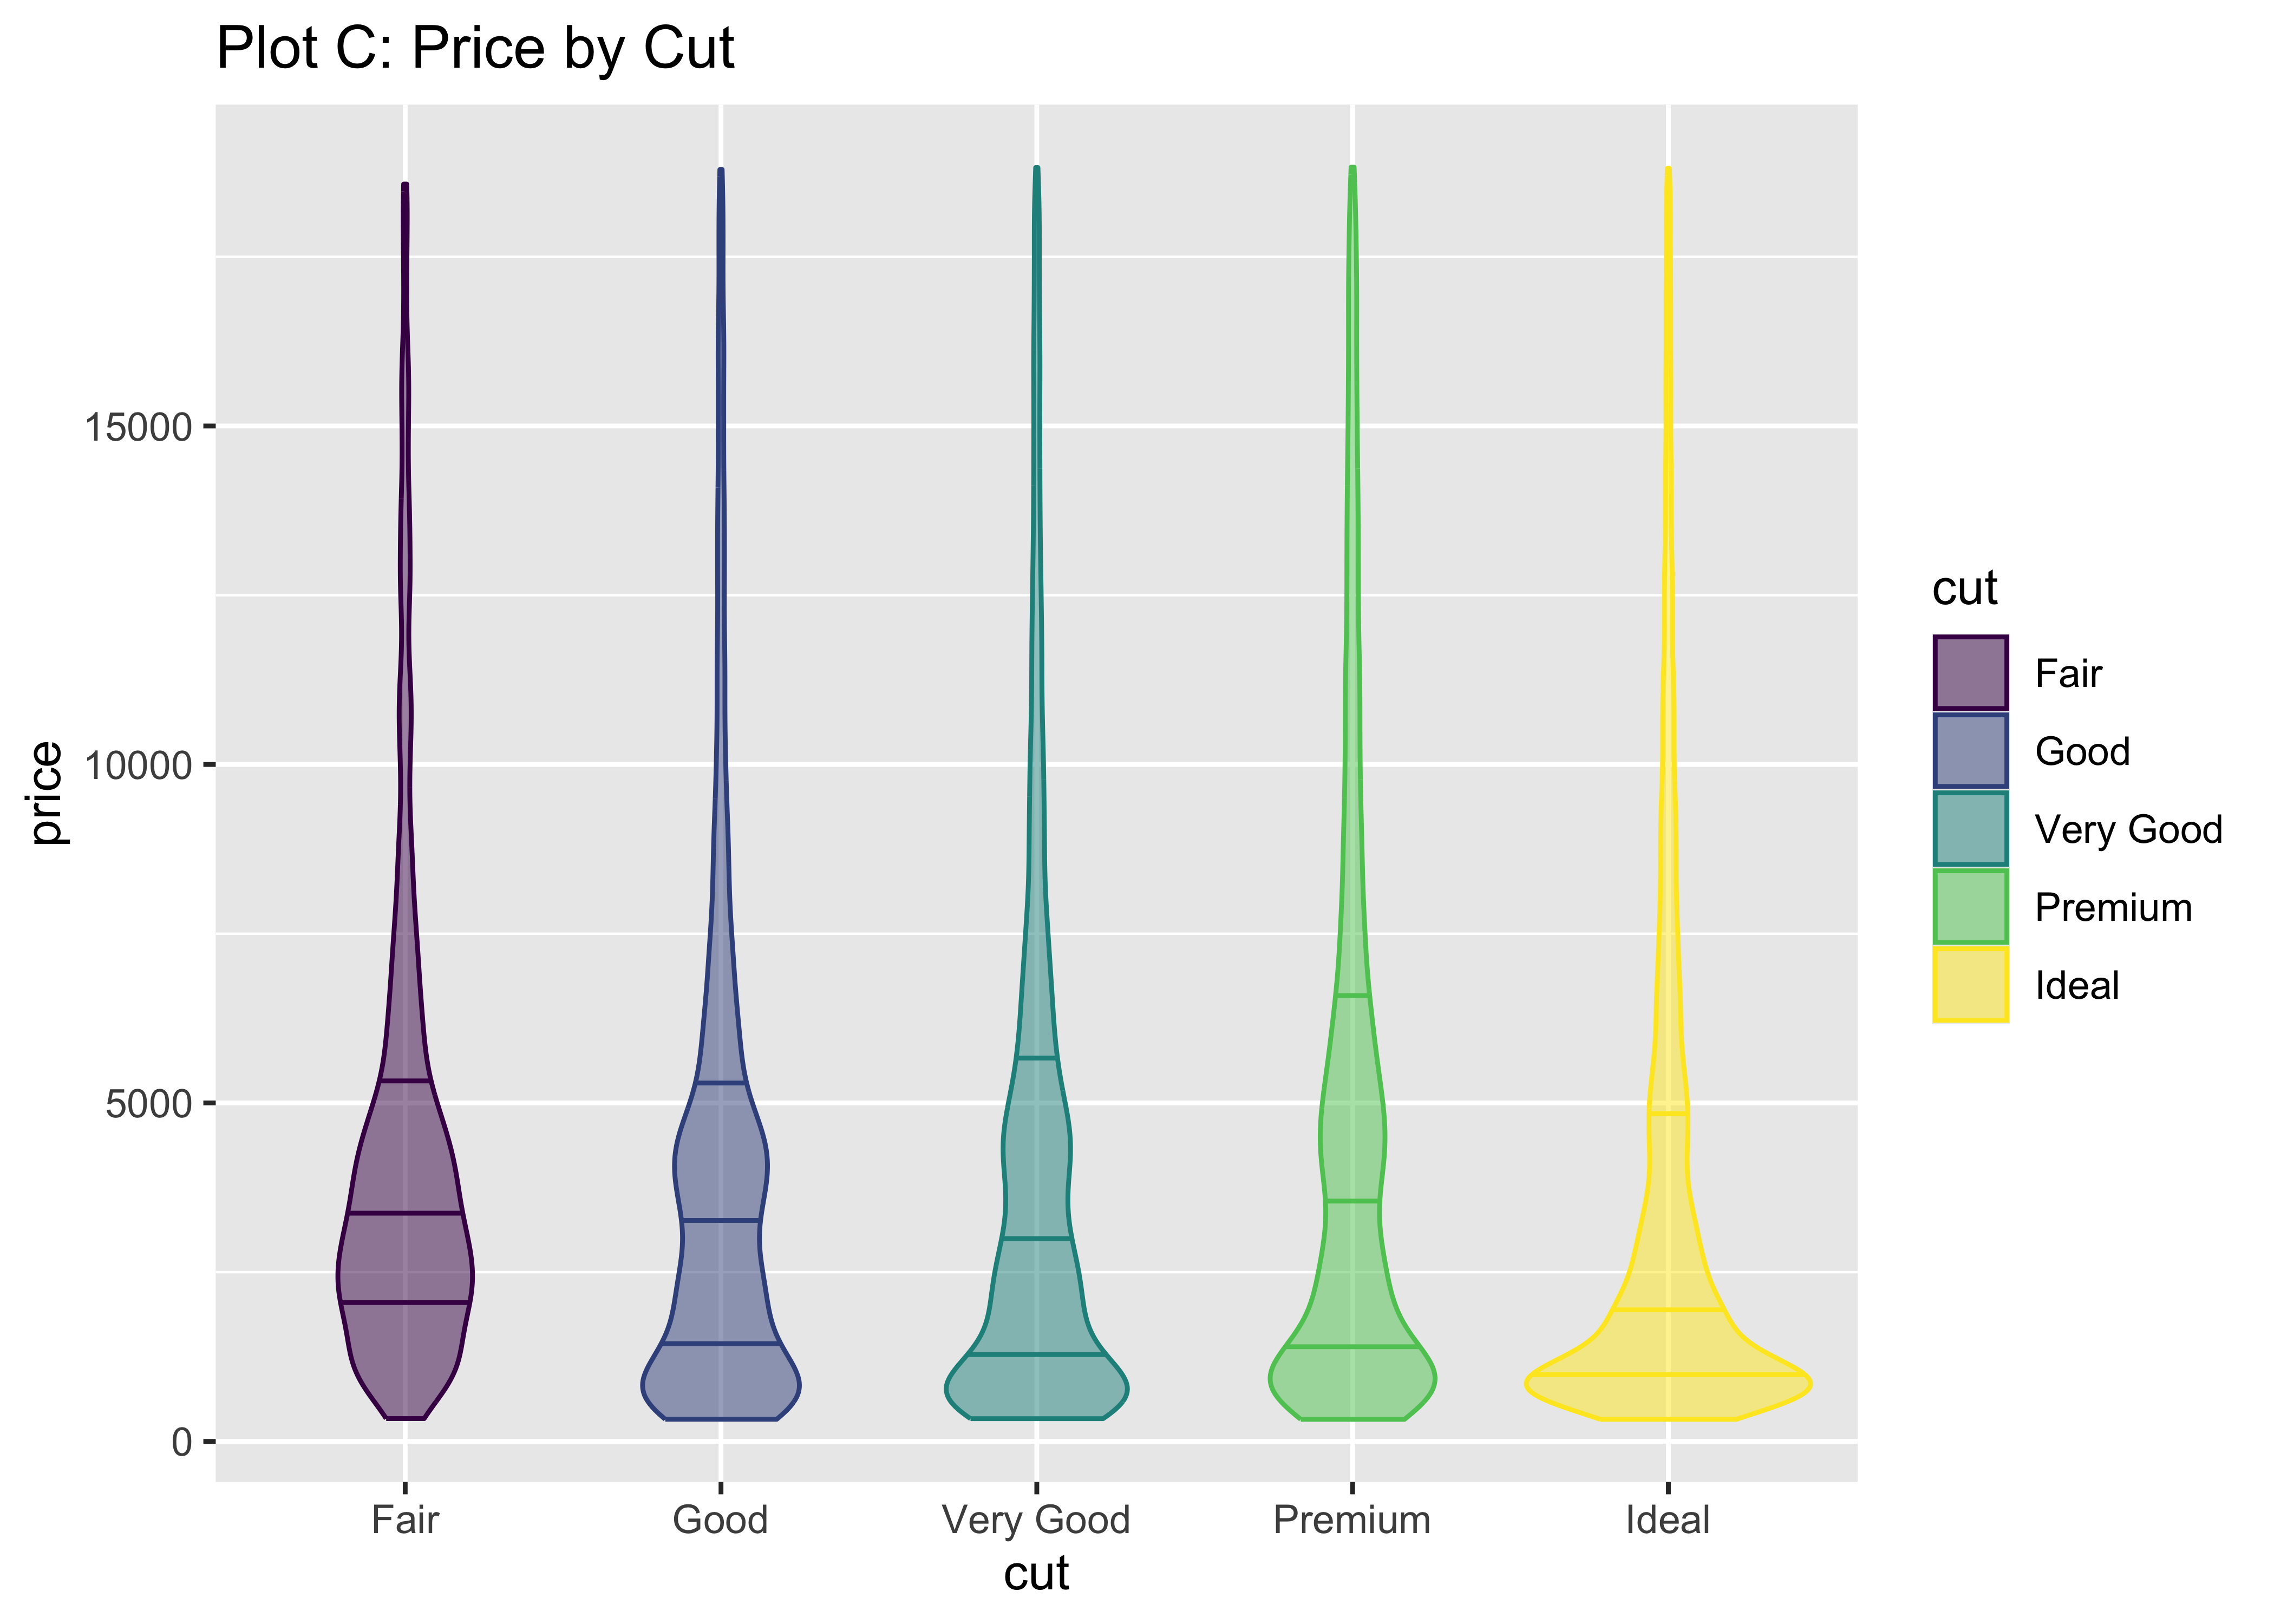 Plot C: Price by Cut
price
15000
10000
5000
0
Fair
Good
Very Good
Premium
Ideal
cut
cut
Fair
Good
Very Good
Premium
Ideal